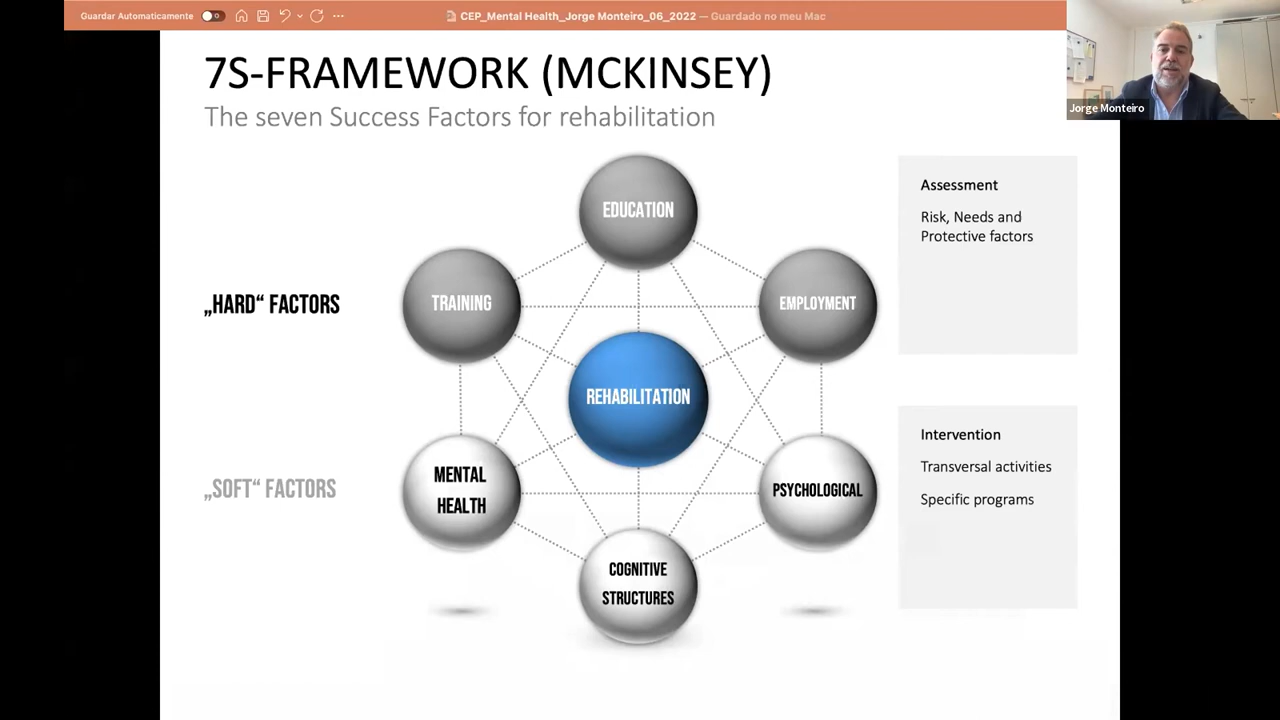 Guardar Automaticamente
CEP_Mental Health_Jorge Monteiro_06_2022 — Guardado no meu Mac
Jorge Monteiro
7S-FRAMEWORK (MCKINSEY)
The seven Success Factors for rehabilitation
„HARD“ FACTORS
„SOFT“ FACTORS
EDUCATION
TRAINING
EMPLOYMENT
REHABILITATION
MENTAL
HEALTH
PSYCHOLOGICAL
COGNITIVE
STRUCTURES
Assessment
Risk, Needs and
Protective factors
Intervention
Transversal activities
Specific programs